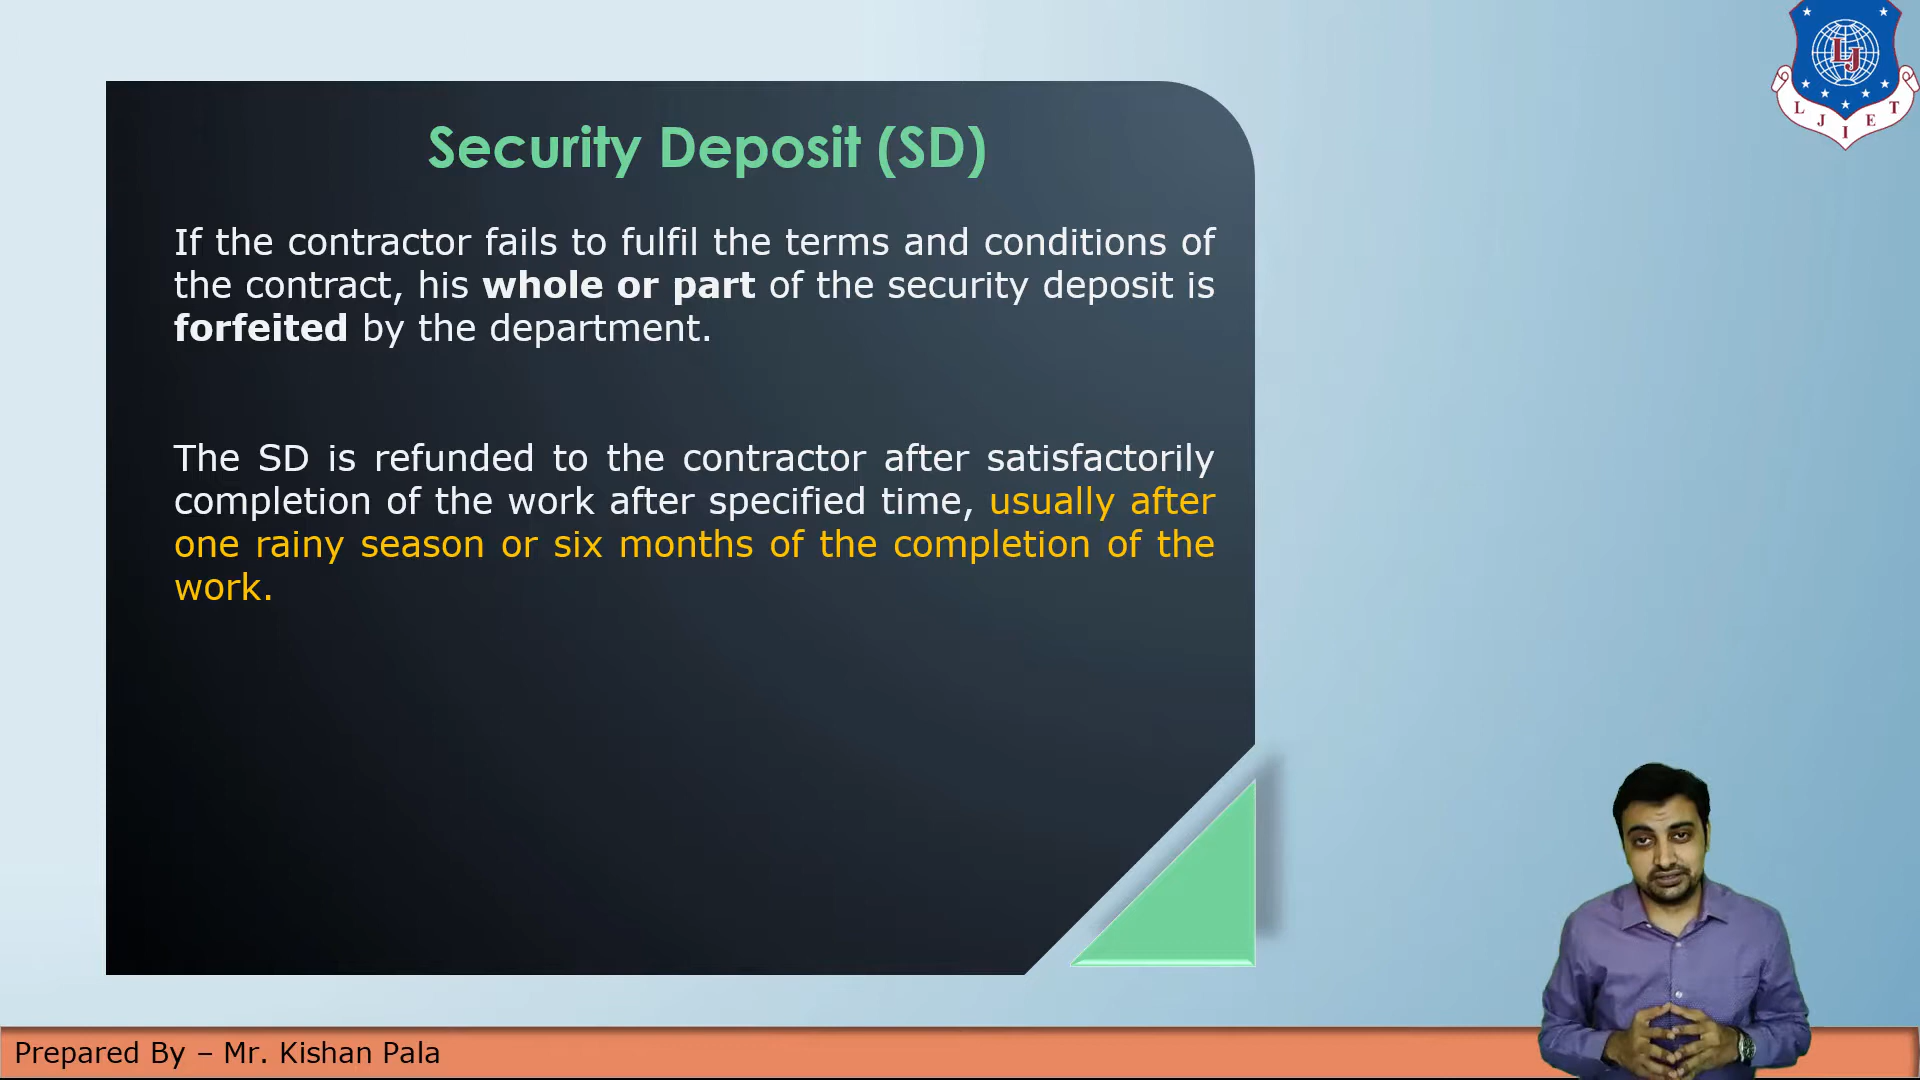 Security Deposit (SD)
If the contractor fails to fulfil the terms and conditions of
the contract, his whole or part of the security deposit is
forfeited by the department.
The SD is refunded to the contractor after satisfactorily
completion of the work after specified time, usually after
one rainy season or six months of the completion of the
work.
LJ
L J I E T
Prepared By – Mr. Kishan Pala